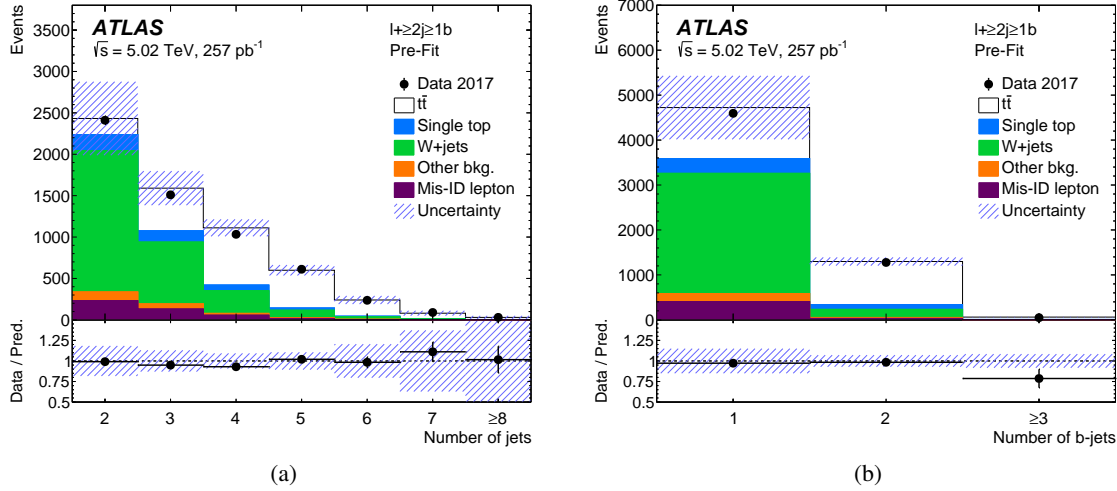 Events
3500
3000
2500
2000
1500
1000
500
0
ATLAS
√s = 5.02 TeV, 257 pb⁻¹
l+≥2j≥1b
Pre-Fit
Data 2017
tt̄
Single top
W+jets
Other bkg.
Mis-ID lepton
Uncertainty
Data / Pred.
1.25
1
0.75
0.5
2 3 4 5 6 7 ≥8
Number of jets
(a)
Events
7000
6000
5000
4000
3000
2000
1000
0
ATLAS
√s = 5.02 TeV, 257 pb⁻¹
l+≥2j≥1b
Pre-Fit
Data 2017
tt̄
Single top
W+jets
Other bkg.
Mis-ID lepton
Uncertainty
Data / Pred.
1.25
1
0.75
0.5
1 2 ≥3
Number of b-jets
(b)